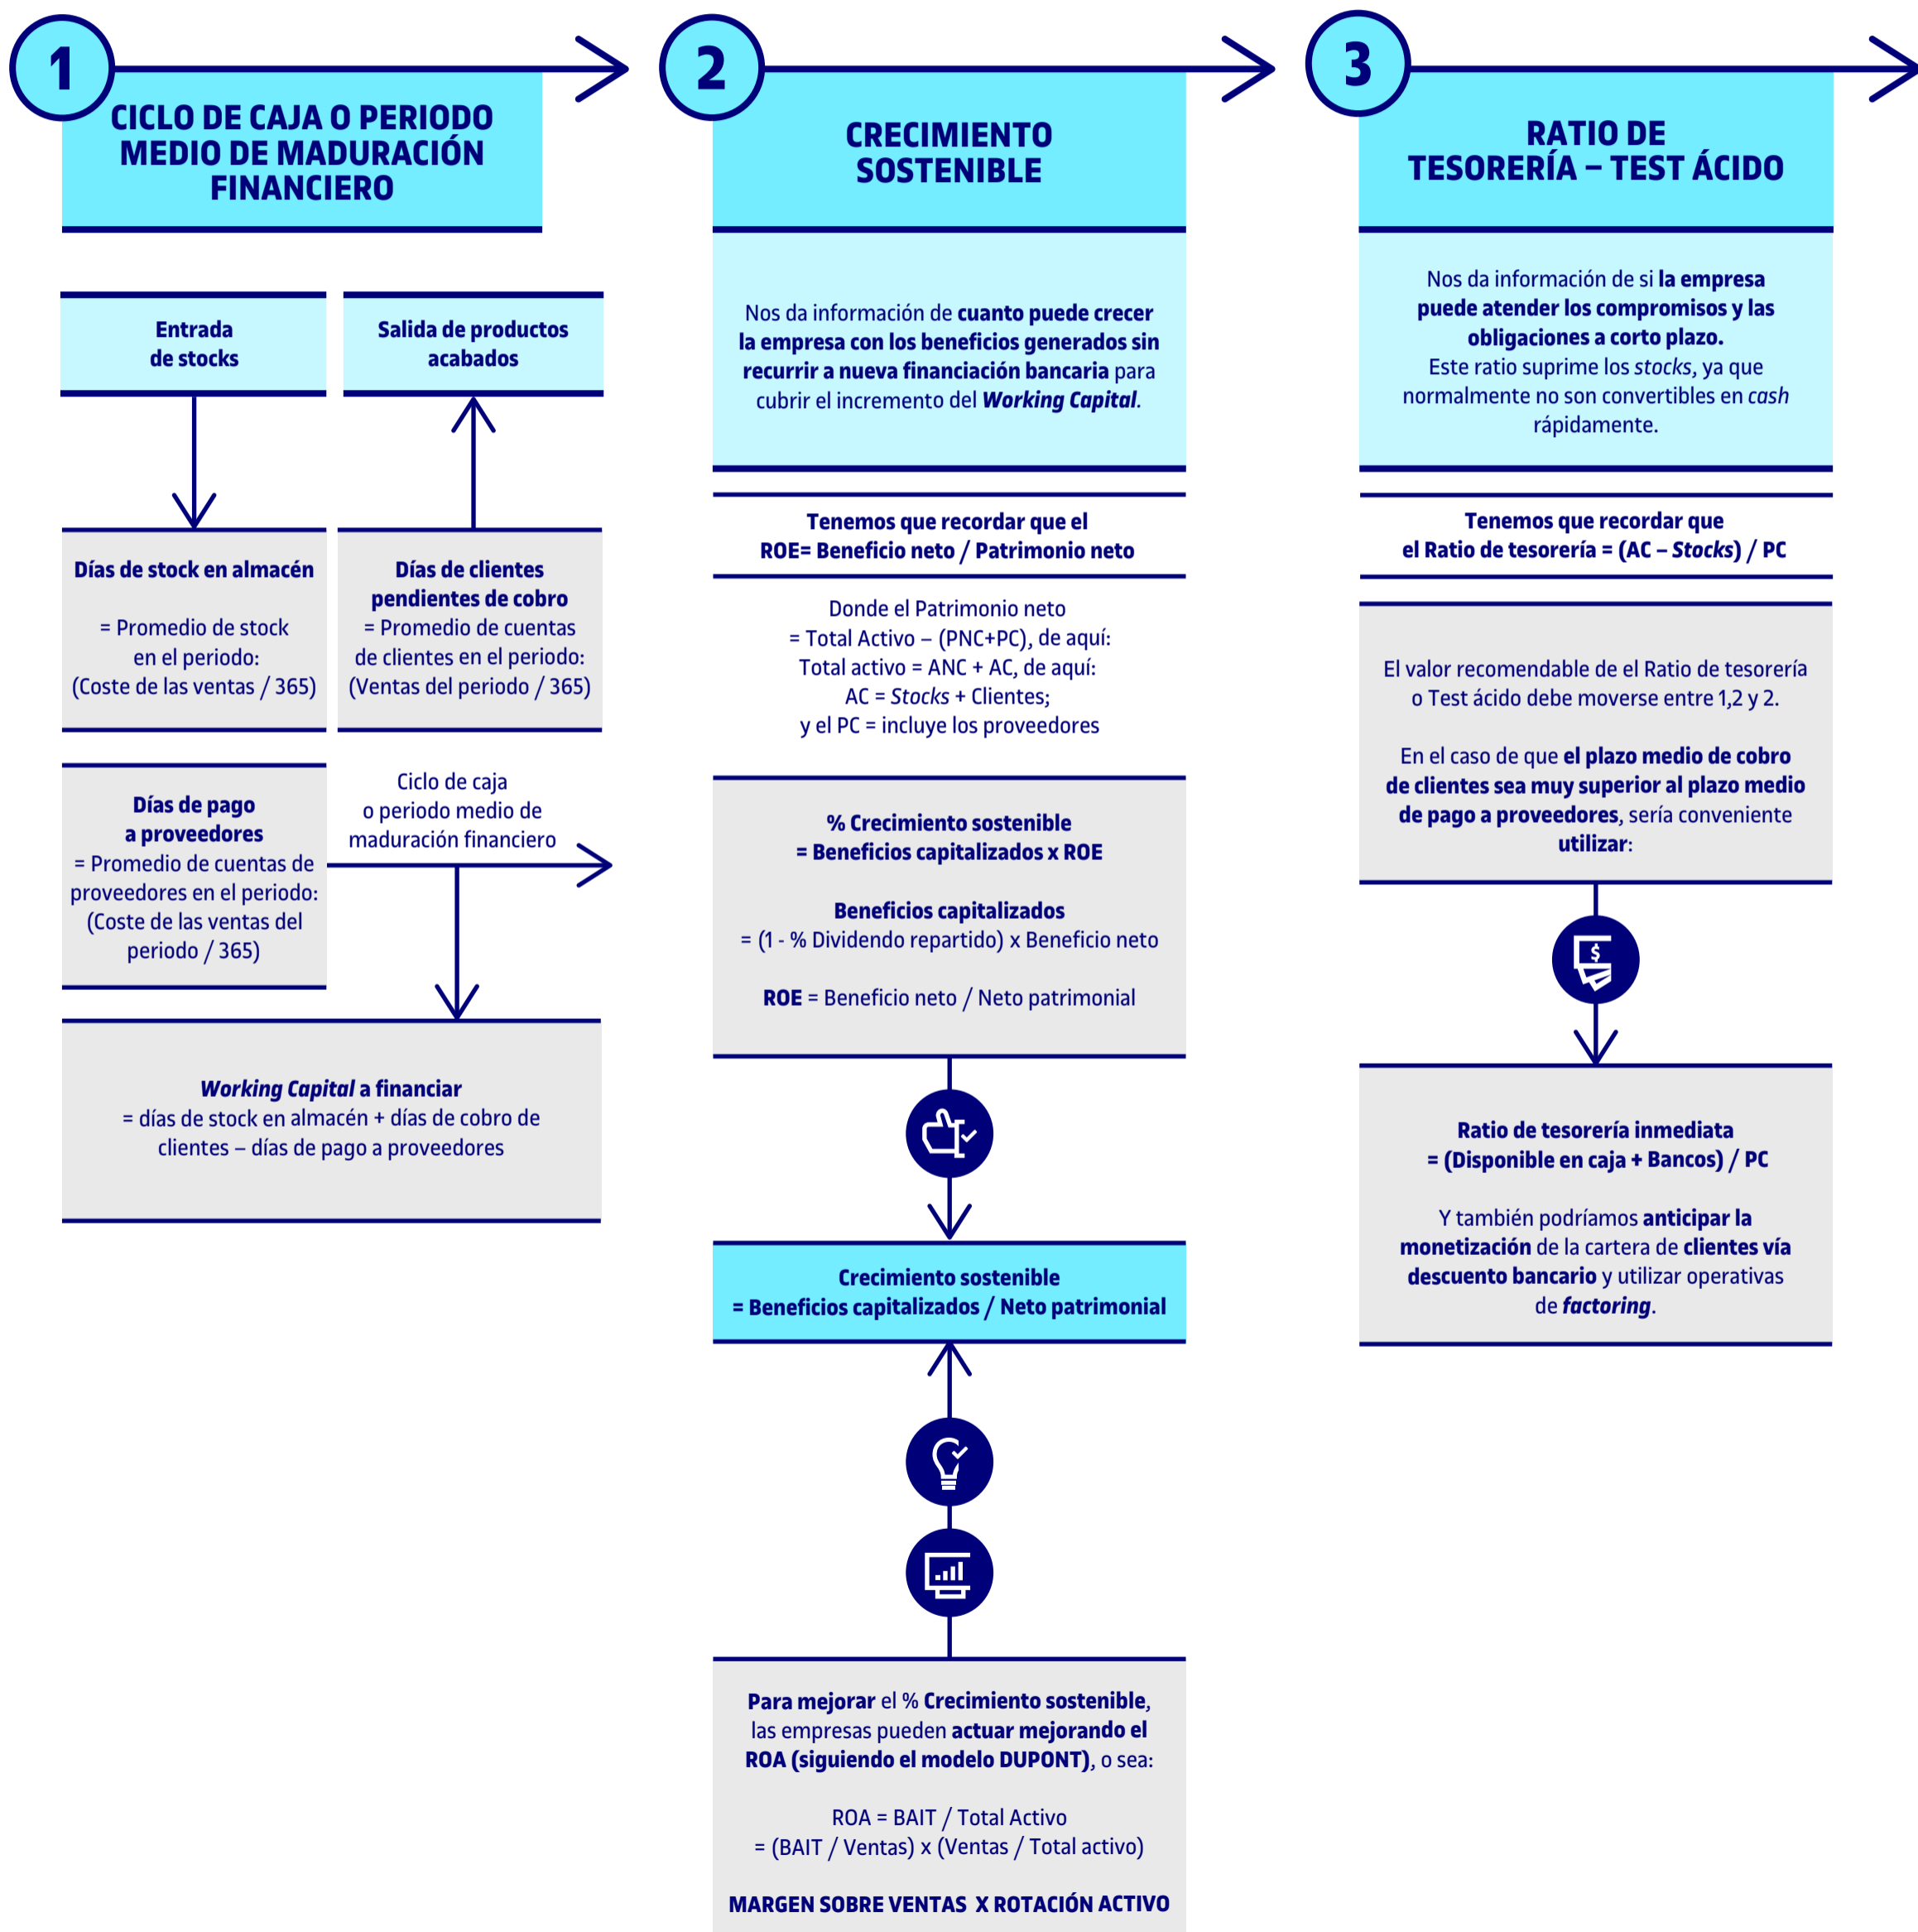 1
CICLO DE CAJA O PERIODO
MEDIO DE MADURACIÓN
FINANCIERO
Entrada
de stocks
Salida de productos
acabados
Días de stock en almacén
= Promedio de stock
en el periodo:
(Coste de las ventas / 365)
Días de clientes
pendientes de cobro
= Promedio de cuentas
de clientes en el periodo:
(Ventas del periodo / 365)
Días de pago
a proveedores
= Promedio de cuentas de
proveedores en el periodo:
(Coste de las ventas del
periodo / 365)
Ciclo de caja
o periodo medio de
maduración financiero
Working Capital a financiar
= días de stock en almacén + días de cobro de
clientes – días de pago a proveedores
2
CRECIMIENTO
SOSTENIBLE
Nos da información de cuanto puede crecer
la empresa con los beneficios generados sin
recurrir a nueva financiación bancaria para
cubrir el incremento del Working Capital.
Tenemos que recordar que el
ROE= Beneficio neto / Patrimonio neto
Donde el Patrimonio neto
= Total Activo – (PNC+PC), de aquí:
Total activo = ANC + AC, de aquí:
AC = Stocks + Clientes;
y el PC = incluye los proveedores
% Crecimiento sostenible
= Beneficios capitalizados x ROE
Beneficios capitalizados
= (1 - % Dividendo repartido) x Beneficio neto
ROE = Beneficio neto / Neto patrimonial
Crecimiento sostenible
= Beneficios capitalizados / Neto patrimonial
Para mejorar el % Crecimiento sostenible,
las empresas pueden actuar mejorando el
ROA (siguiendo el modelo DUPONT), o sea:
ROA = BAIT / Total Activo
= (BAIT / Ventas) x (Ventas / Total activo)
MARGEN SOBRE VENTAS X ROTACIÓN ACTIVO
3
RATIO DE
TESORERÍA – TEST ÁCIDO
Nos da información de si la empresa
puede atender los compromisos y las
obligaciones a corto plazo.
Este ratio suprime los stocks, ya que
normalmente no son convertibles en cash
rápidamente.
Tenemos que recordar que
el Ratio de tesorería = (AC – Stocks) / PC
El valor recomendable de el Ratio de tesorería
o Test ácido debe moverse entre 1,2 y 2.
En el caso de que el plazo medio de cobro
de clientes sea muy superior al plazo medio
de pago a proveedores, sería conveniente
utilizar:
$
Ratio de tesorería inmediata
= (Disponible en caja + Bancos) / PC
Y también podríamos anticipar la
monetización de la cartera de clientes vía
descuento bancario y utilizar operativas
de factoring.